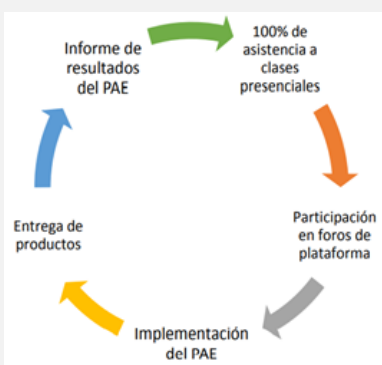 Informe de
resultados
del PAE
100% de
asistencia a
clases
presenciales
Participación
en foros de
plataforma
Implementación
del PAE
Entrega de
productos